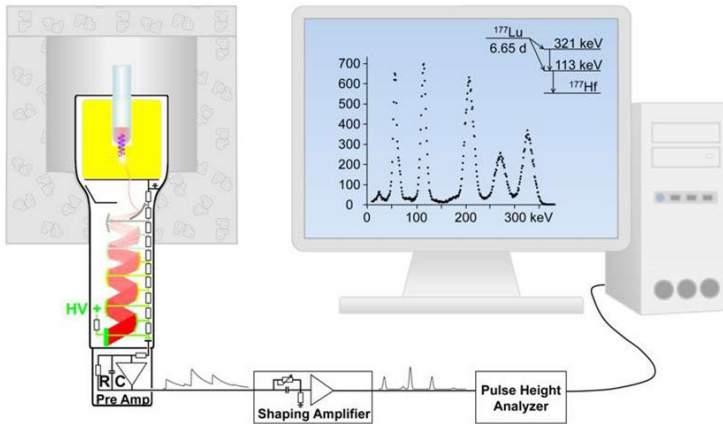 ¹⁷⁷Lu
6.65 d
321 keV
113 keV
¹⁷⁷Hf
700
600
500
400
300
200
100
0
0 100 200 300 keV
HV +
+
-
R C
Pre Amp
Shaping Amplifier
Pulse Height
Analyzer